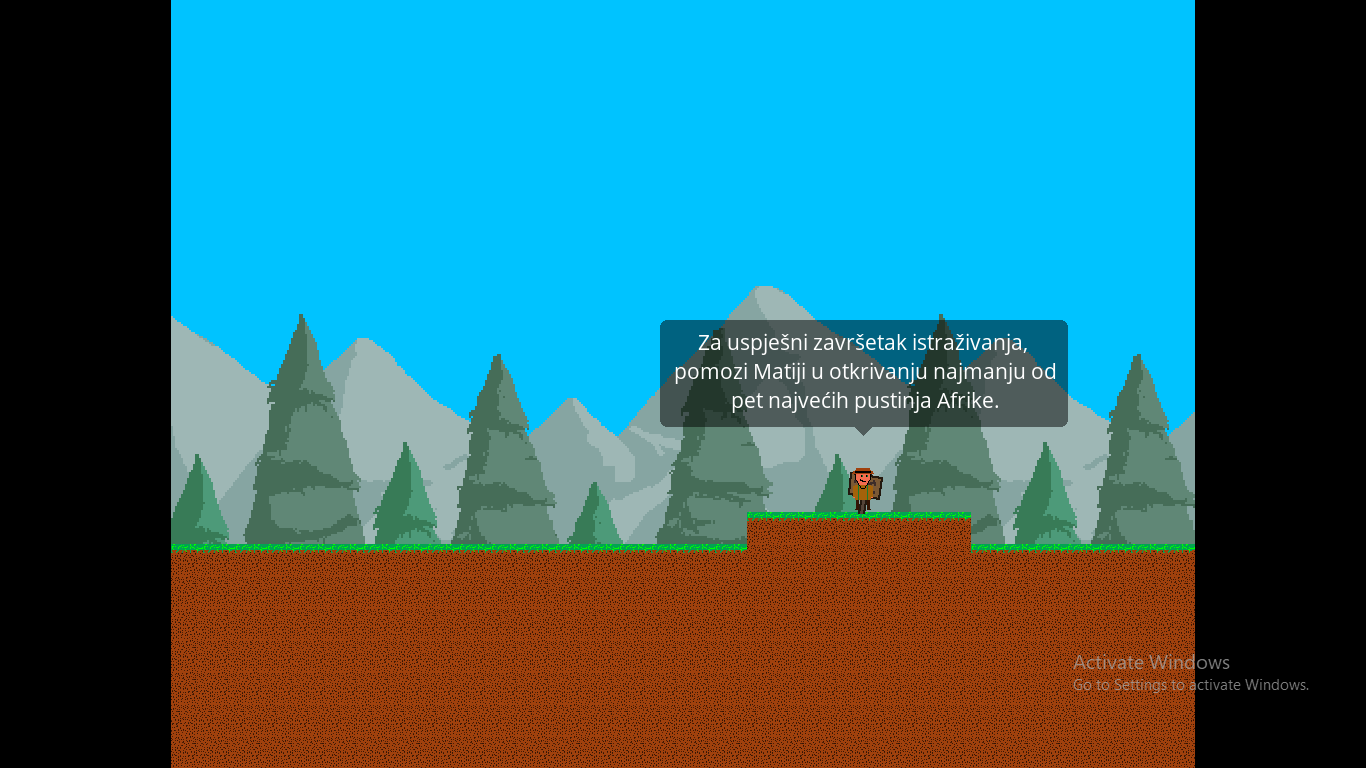 Za uspješni završetak istraživanja,
pomozi Matiji u otkrivanju najmanju od
pet najvećih pustinja Afrike.
Activate Windows
Go to Settings to activate Windows.